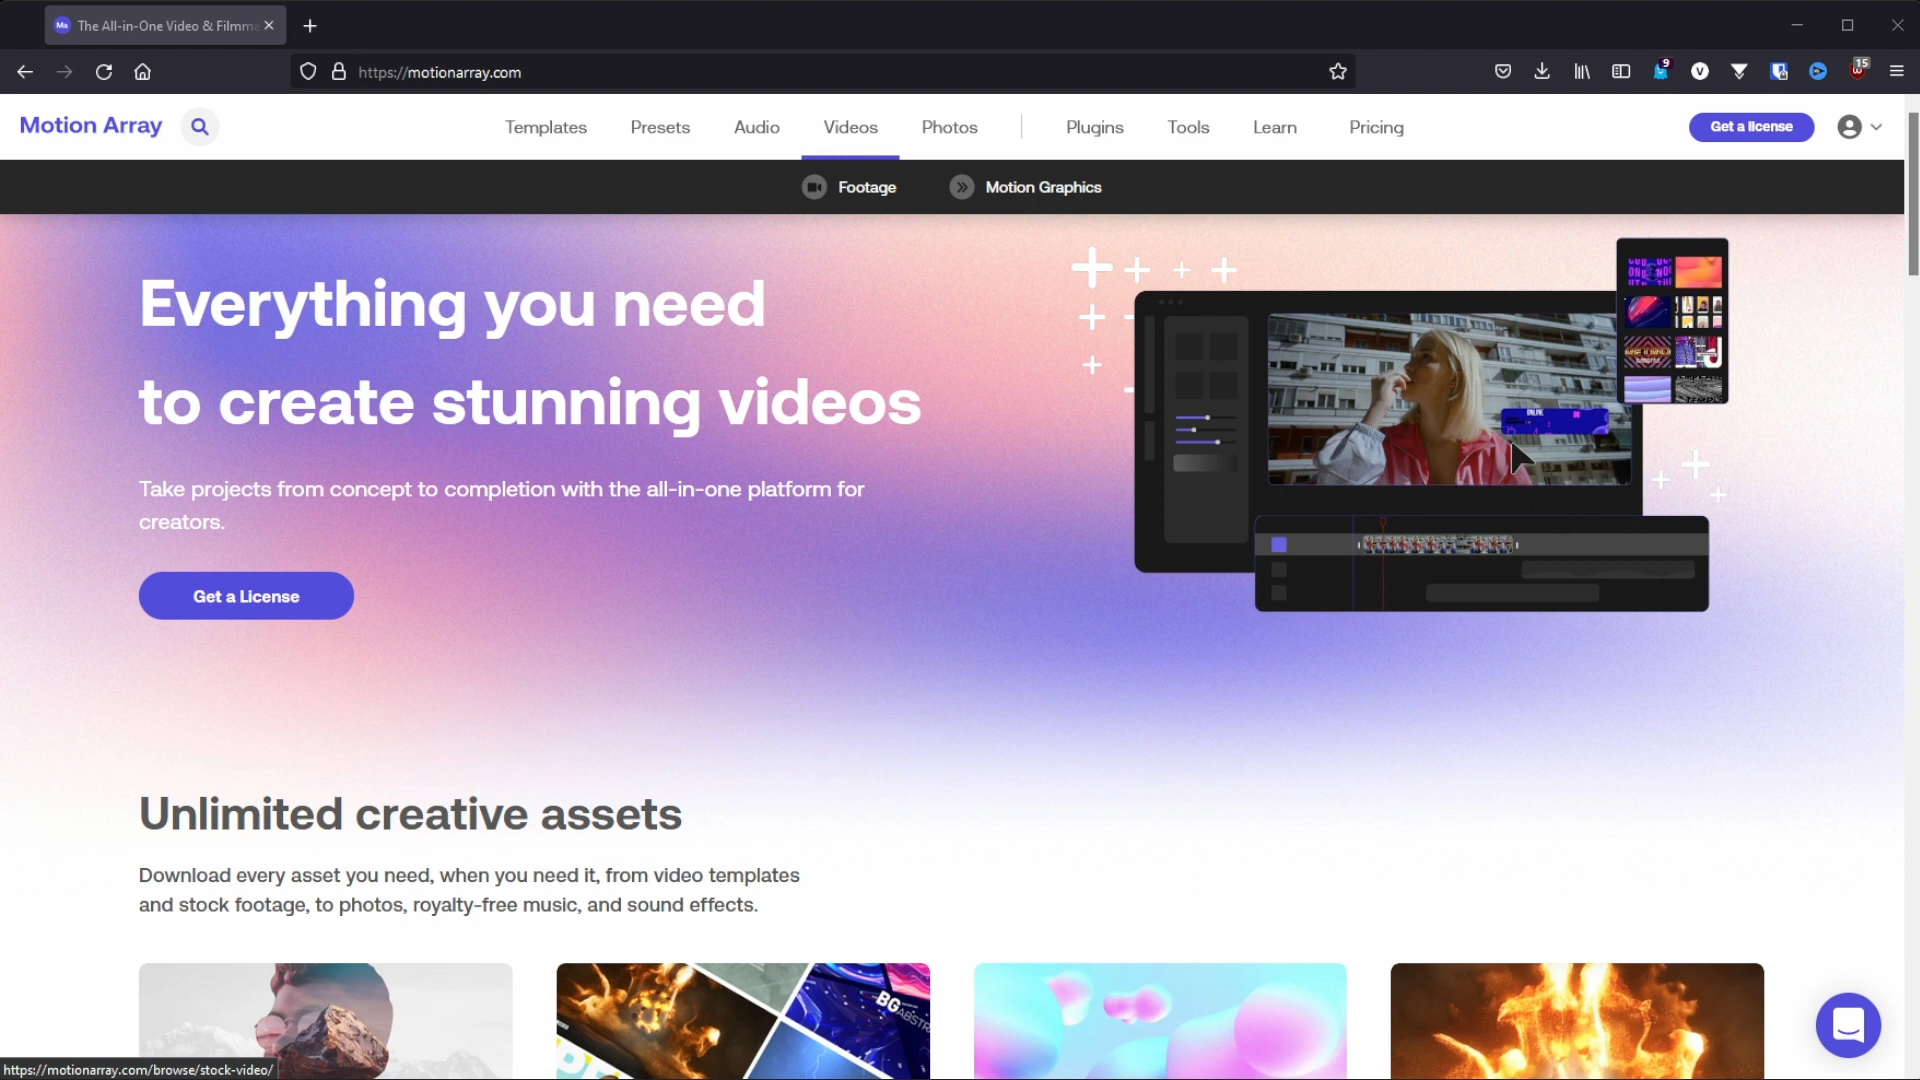 The All-in-One Video & Filmma
https://motionarray.com
9
15
Motion Array
Templates
Presets
Audio
Videos
Photos
Plugins
Tools
Learn
Pricing
Get a license
Footage
Motion Graphics
Everything you need
to create stunning videos
Take projects from concept to completion with the all-in-one platform for
creators.
Get a License
ONLINE
Unlimited creative assets
Download every asset you need, when you need it, from video templates
and stock footage, to photos, royalty-free music, and sound effects.
BG
https://motionarray.com/browse/stock-video/